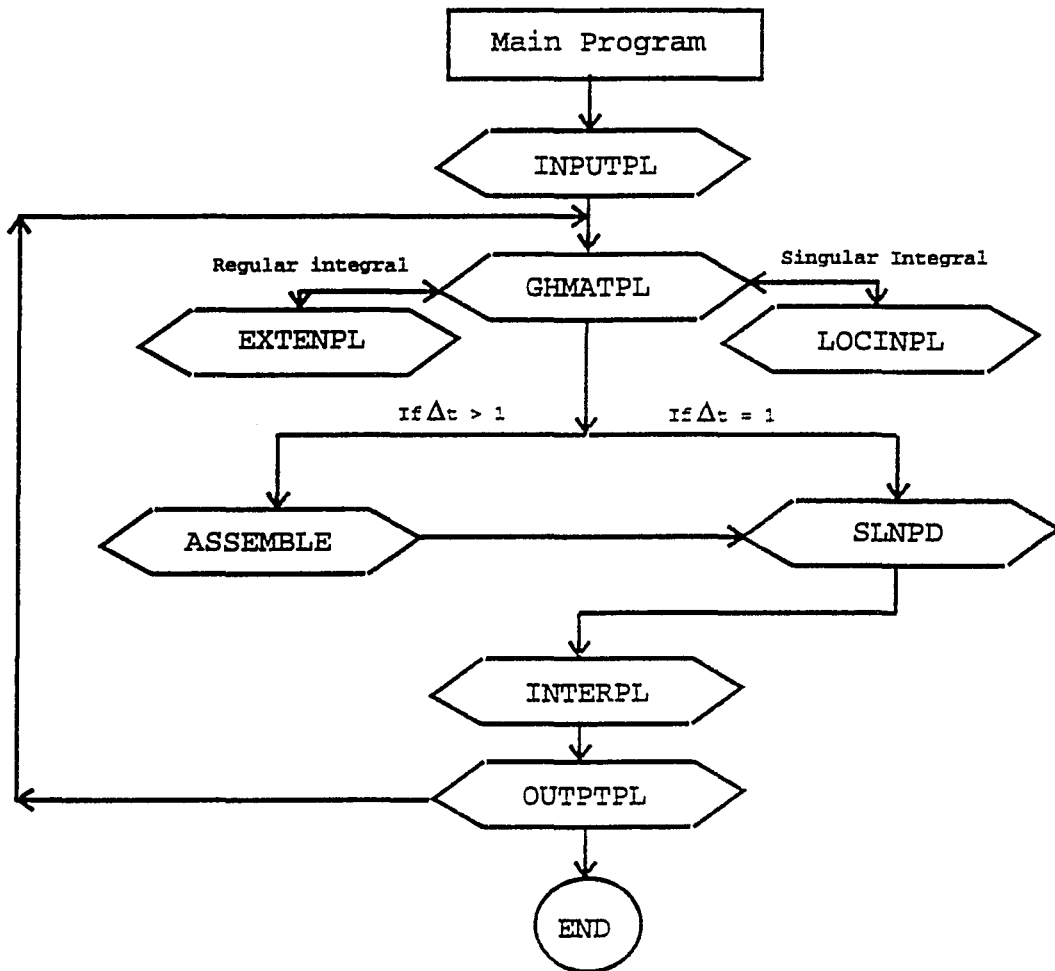 Main Program
INPUTPL
Regular integral
Singular Integral
GHMATPL
EXTENPL
LOCINPL
If Δt > 1
If Δt = 1
ASSEMBLE
SLNPD
INTERPL
OUTPTPL
END